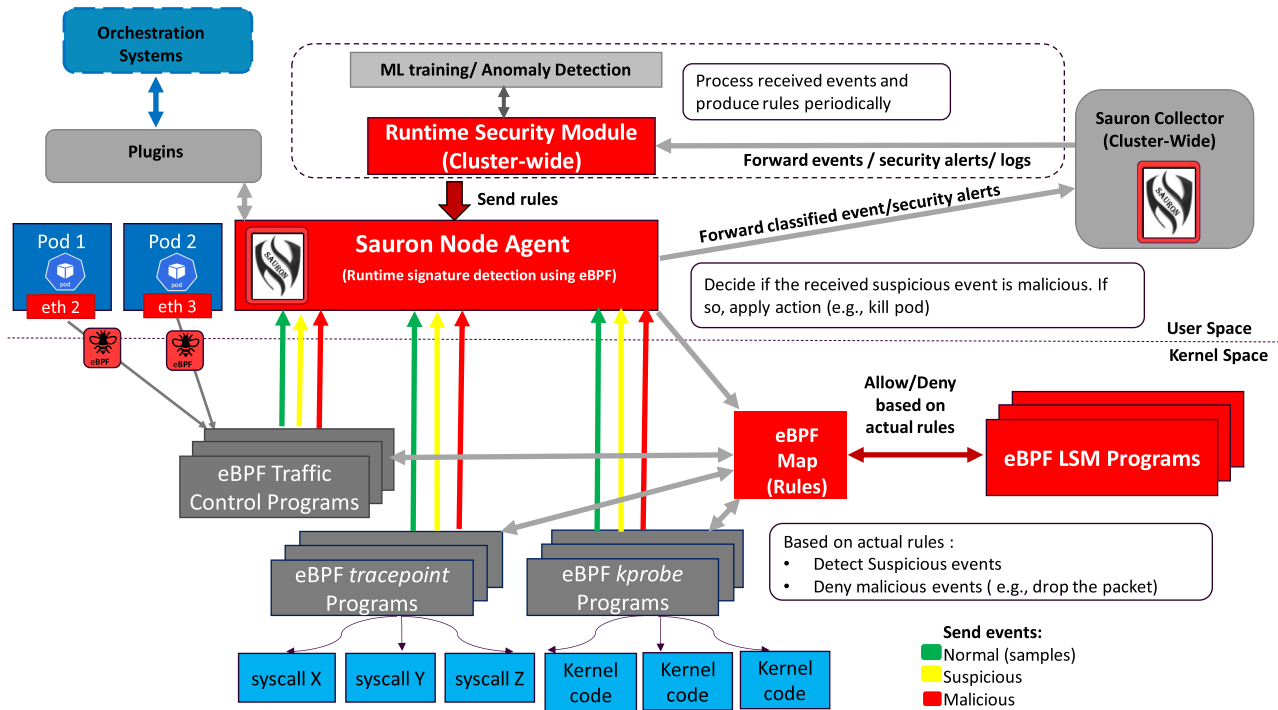 Orchestration
Systems
ML training/ Anomaly Detection
Process received events and
produce rules periodically
Sauron Collector
(Cluster-Wide)
SAURON
Plugins
Runtime Security Module
(Cluster-wide)
Forward events / security alerts/ logs
Send rules
Forward classified event/security alerts
Pod 1
pod
eth 2
Pod 2
pod
eth 3
SAURON
Sauron Node Agent
(Runtime signature detection using eBPF)
Decide if the received suspicious event is malicious. If
so, apply action (e.g., kill pod)
User Space
Kernel Space
eBPF
eBPF
Allow/Deny
based on
actual rules
eBPF
Map
(Rules)
eBPF LSM Programs
eBPF Traffic
Control Programs
eBPF tracepoint
Programs
eBPF kprobe
Programs
Based on actual rules :
• Detect Suspicious events
• Deny malicious events ( e.g., drop the packet)
syscall X
syscall Y
syscall Z
Kernel
code
Kernel
code
Kernel
code
Send events:
Normal (samples)
Suspicious
Malicious